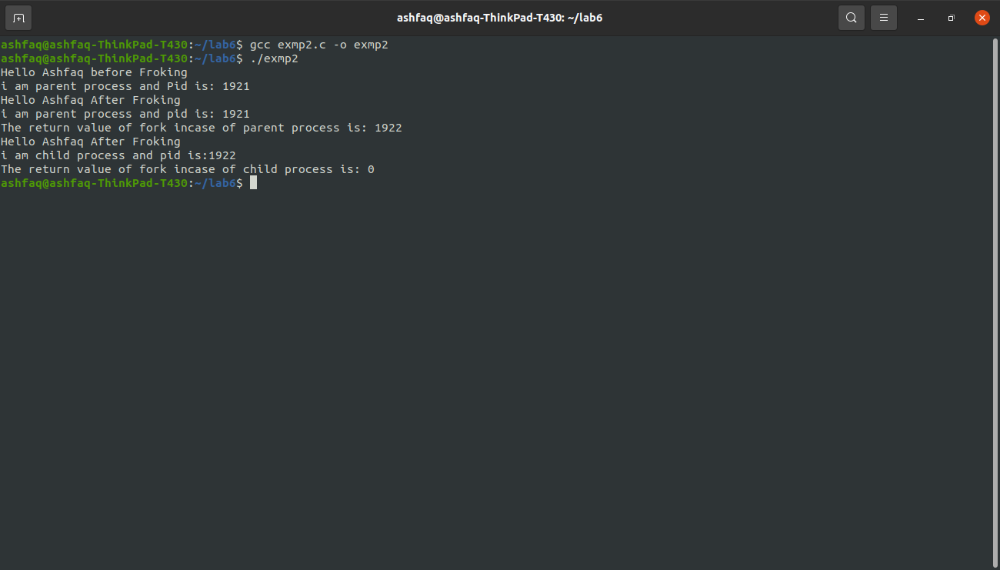 ashfaq@ashfaq-ThinkPad-T430: ~/lab6
ashfaq@ashfaq-ThinkPad-T430:~/lab6$ gcc exmp2.c -o exmp2
ashfaq@ashfaq-ThinkPad-T430:~/lab6$ ./exmp2
Hello Ashfaq before Froking
i am parent process and Pid is: 1921
Hello Ashfaq After Froking
i am parent process and pid is: 1921
The return value of fork incase of parent process is: 1922
Hello Ashfaq After Froking
i am child process and pid is:1922
The return value of fork incase of child process is: 0
ashfaq@ashfaq-ThinkPad-T430:~/lab6$